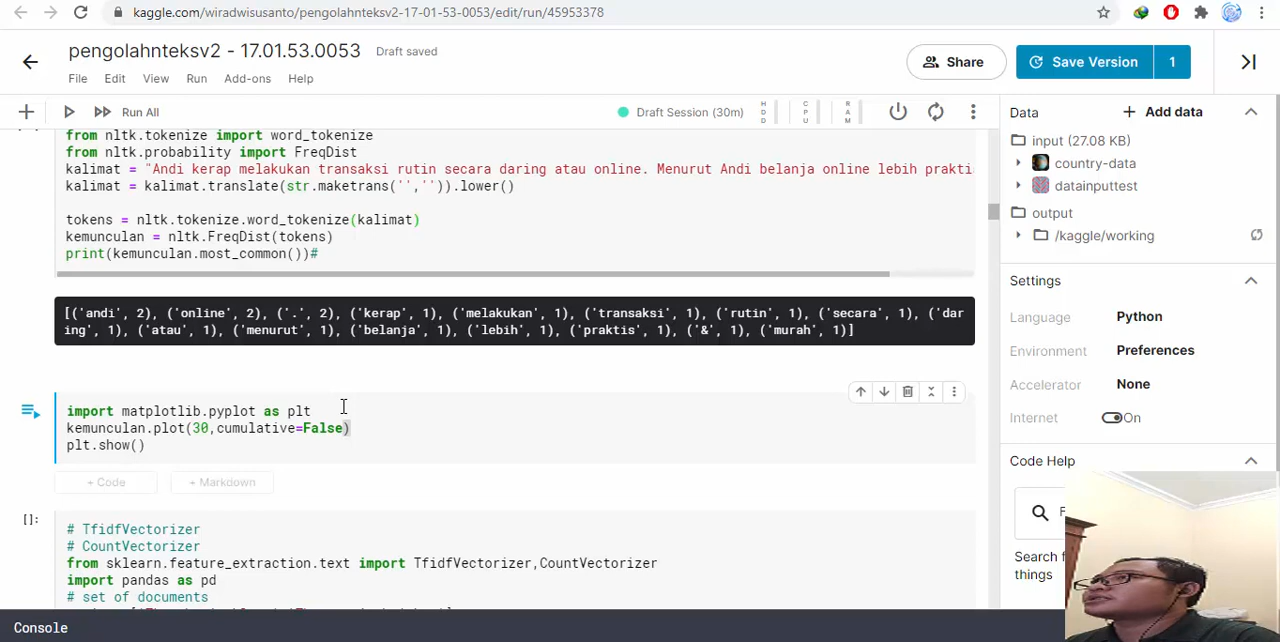 kaggle.com/wiradwisusanto/pengolahnteksv2-17-01-53-0053/edit/run/45953378
pengolahnteksv2 - 17.01.53.0053 Draft saved
Share
Save Version 1
File Edit View Run Add-ons Help
Run All
Draft Session (30m)
HDD
CPU
RAM
from nltk.tokenize import word_tokenize
from nltk.probability import FreqDist
kalimat = "Andi kerap melakukan transaksi rutin secara daring atau online. Menurut Andi belanja online lebih prakti
kalimat = kalimat.translate(str.maketrans('','')).lower()
tokens = nltk.tokenize.word_tokenize(kalimat)
kemunculan = nltk.FreqDist(tokens)
print(kemunculan.most_common())#
[('andi', 2), ('online', 2), ('.', 2), ('kerap', 1), ('melakukan', 1), ('transaksi', 1), ('rutin', 1), ('secara', 1), ('dar
ing', 1), ('atau', 1), ('menurut', 1), ('belanja', 1), ('lebih', 1), ('praktis', 1), ('&', 1), ('murah', 1)]
import matplotlib.pyplot as plt
kemunculan.plot(30,cumulative=False)
plt.show()
+ Code + Markdown
[]:
# TfidfVectorizer
# CountVectorizer
from sklearn.feature_extraction.text import TfidfVectorizer,CountVectorizer
import pandas as pd
# set of documents
Console
Data
+ Add data
input (27.08 KB)
country-data
datainputtest
output
/kaggle/working
Settings
Language Python
Environment Preferences
Accelerator None
Internet On
Code Help
Search f
things